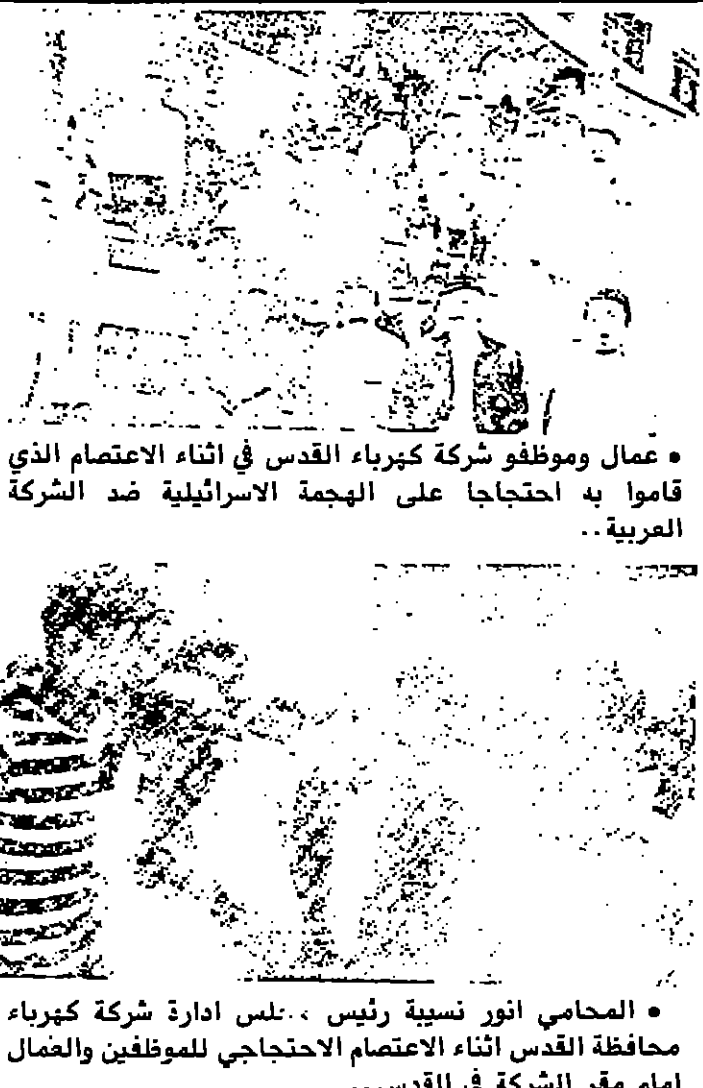 • عمال وموظفو شركة كهرباء القدس في اثناء الاعتصام الذي
قاموا به احتجاجا على الهجمة الاسرائيلية ضد الشركة
العربية..
• المحامي انور نسيبة رئيس ادارة شركة كهرباء
محافظة القدس اثناء الاعتصام الاحتجاجي للموظفين والعمال
امام مقر الشركة في القدس...